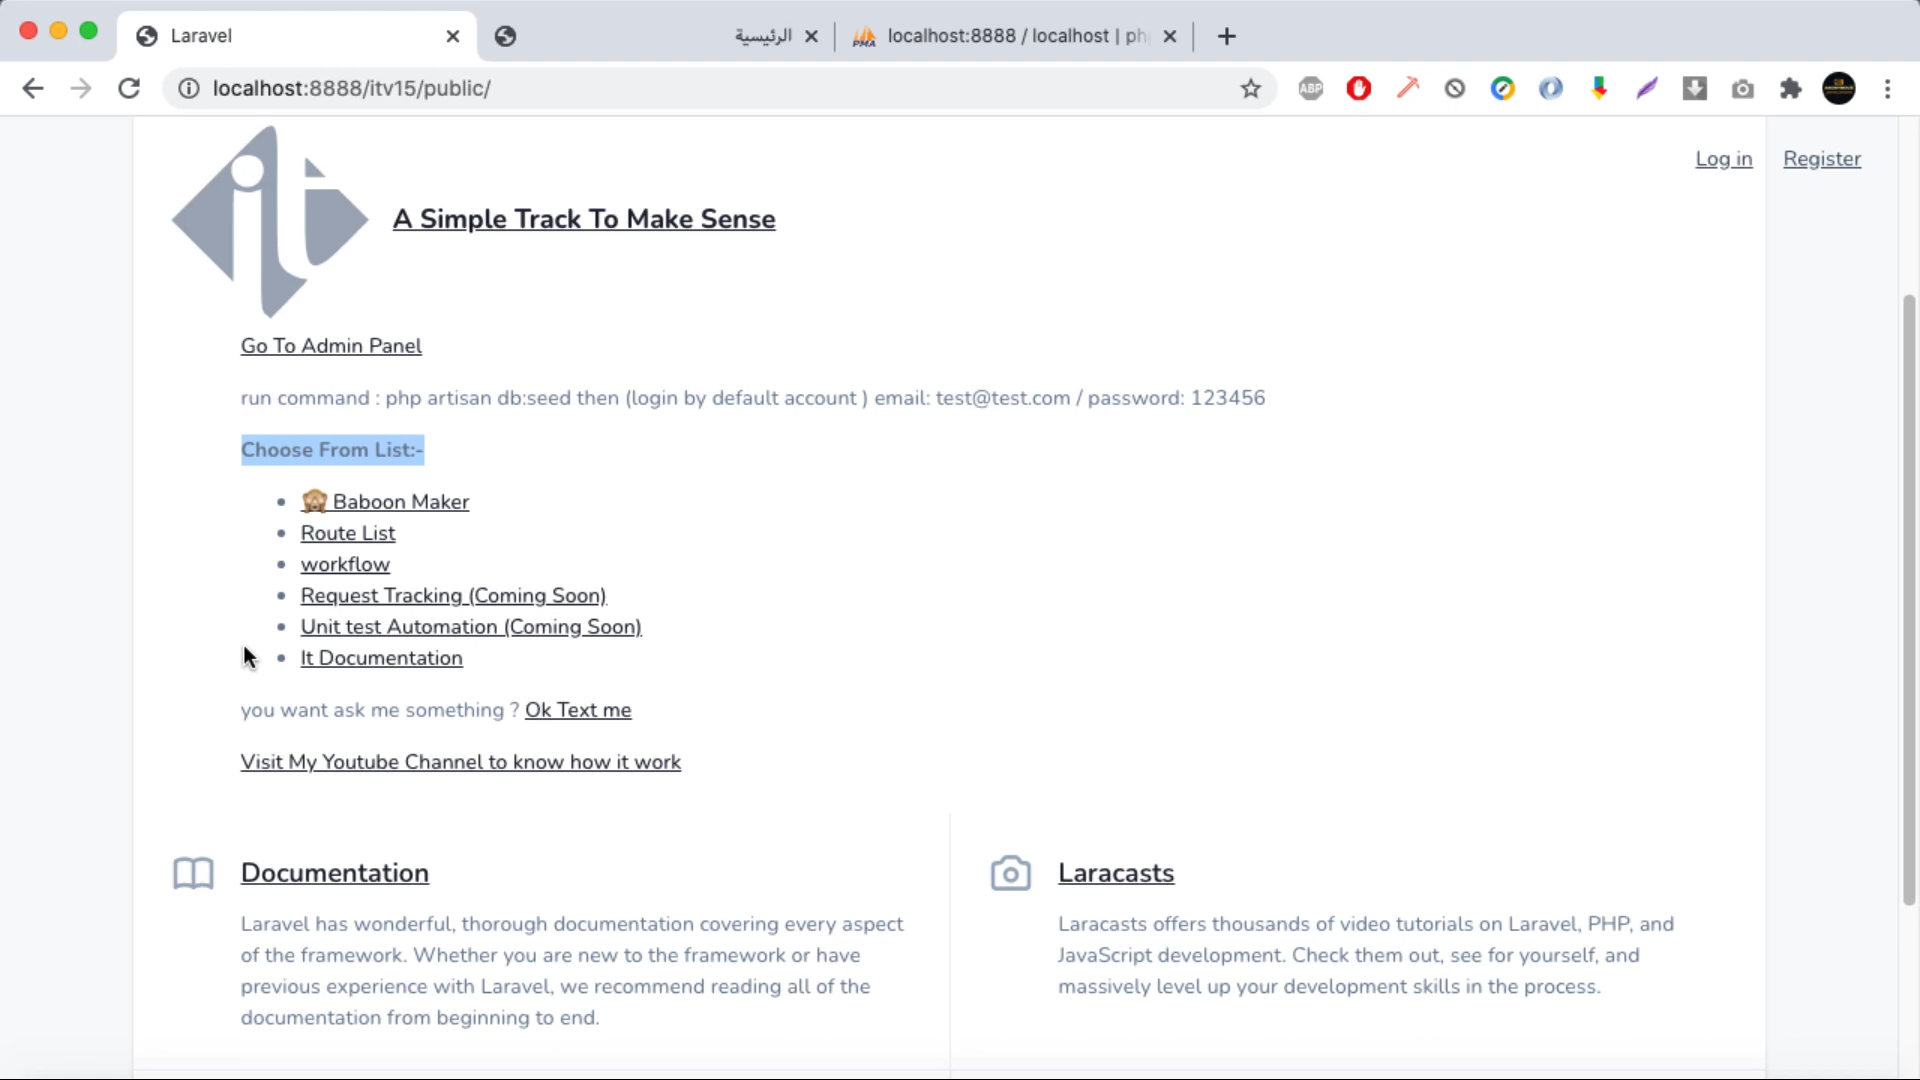 Laravel
الرئيسية
localhost:8888 / localhost | ph
localhost:8888/itv15/public/
ABP
it
Log in Register
A Simple Track To Make Sense
Go To Admin Panel
run command : php artisan db:seed then (login by default account ) email: test@test.com / password: 123456
Choose From List:-
🙈 Baboon Maker
Route List
workflow
Request Tracking (Coming Soon)
Unit test Automation (Coming Soon)
It Documentation
you want ask me something ? Ok Text me
Visit My Youtube Channel to know how it work
Documentation
Laravel has wonderful, thorough documentation covering every aspect
of the framework. Whether you are new to the framework or have
previous experience with Laravel, we recommend reading all of the
documentation from beginning to end.
Laracasts
Laracasts offers thousands of video tutorials on Laravel, PHP, and
JavaScript development. Check them out, see for yourself, and
massively level up your development skills in the process.